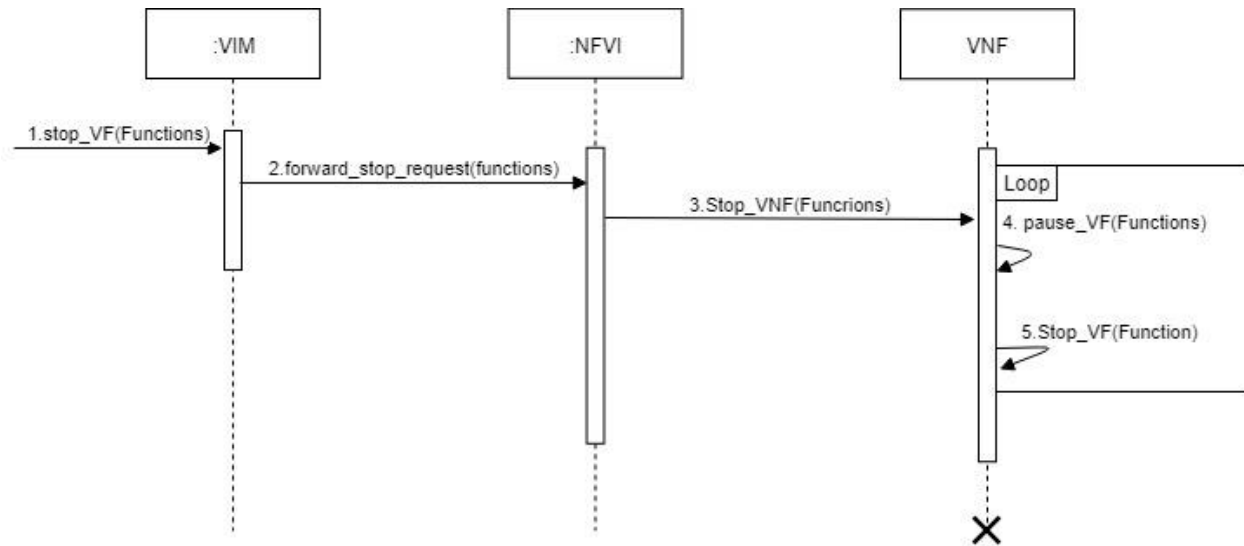 :VIM
:NFVI
VNF
1.stop_VF(Functions)
2.forward_stop_request(functions)
3.Stop_VNF(Funcrions)
Loop
4. pause_VF(Functions)
5.Stop_VF(Function)